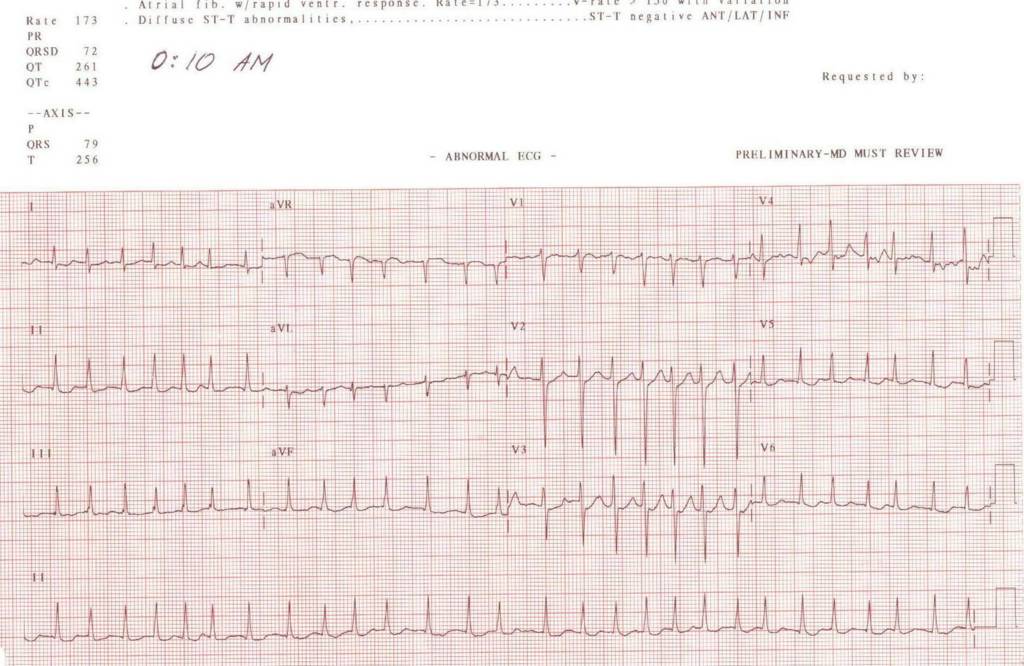 . Atrial fib. w/rapid ventr. response. Rate=173.........V-rate > 150 with variation
Rate 173 . Diffuse ST-T abnormalities,..............................ST-T negative ANT/LAT/INF
PR
QRSD 72
QT 261
QTc 443
0:10 AM
Requested by:
--AXIS--
P
QRS 79
T 256
- ABNORMAL ECG -
PRELIMINARY-MD MUST REVIEW
I aVR V1 V4
II aVL V2 V5
III aVF V3 V6
II